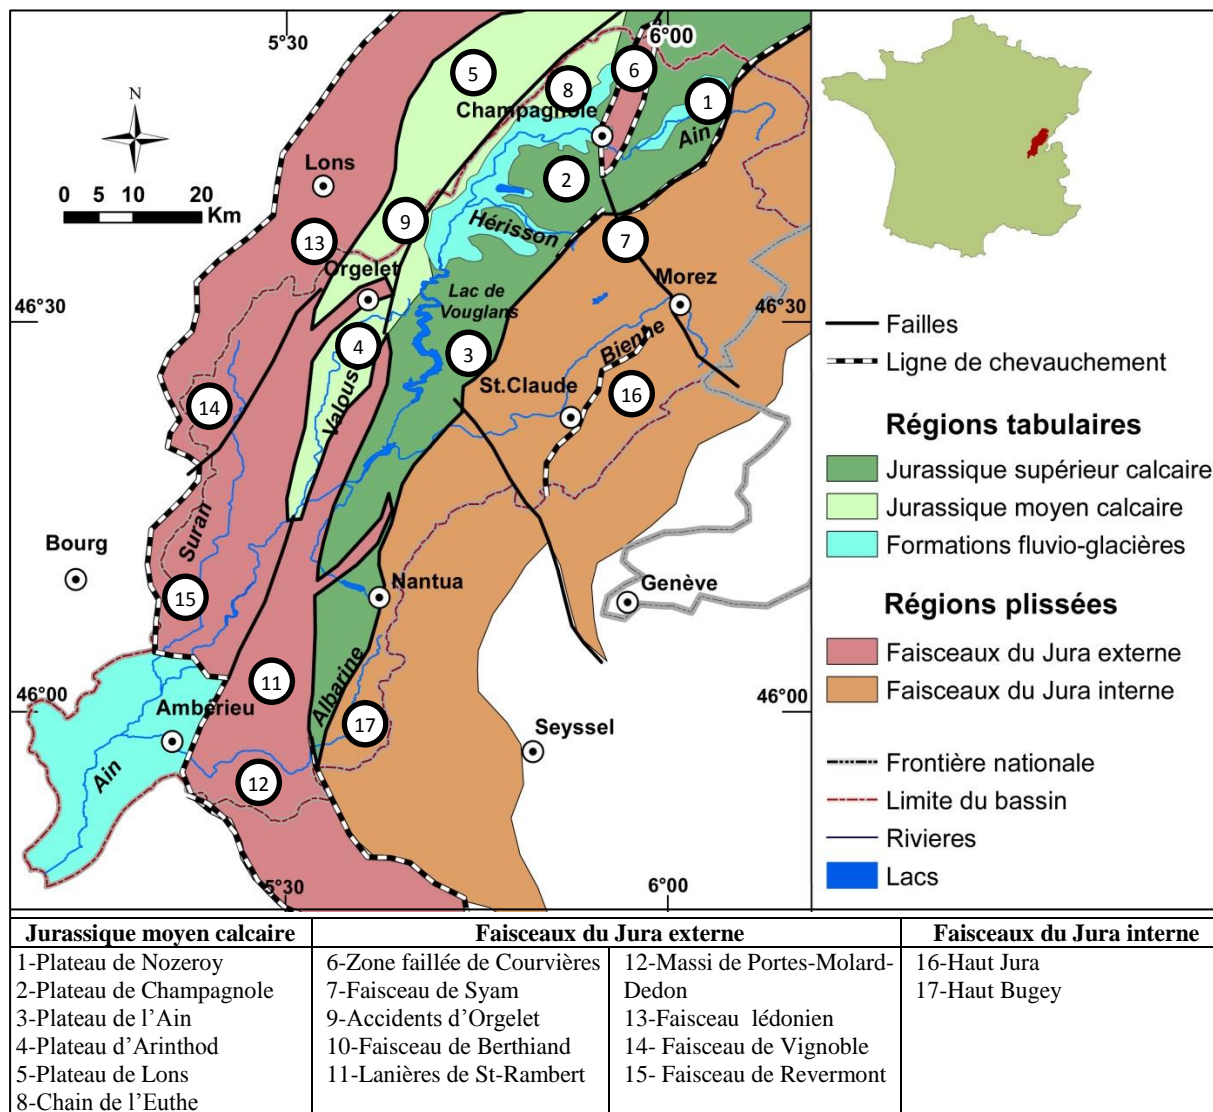 5°30
6°00
5
8
6
1
N
Champagnole
Ain
Lons
0 5 10 20
Km
2
9
Hérisson
13
7
Orgelet
Morez
46°30
46°30
Lac de
Vouglans
4
3
Bienne
St.Claude
16
14
Valouse
Suran
Bourg
Nantua
Genève
15
11
46°00
46°00
Ambérieu
Albarine
17
Seyssel
Ain
12
5°30
6°00
Failles
Ligne de chevauchement
Régions tabulaires
Jurassique supérieur calcaire
Jurassique moyen calcaire
Formations fluvio-glacières
Régions plissées
Faisceaux du Jura externe
Faisceaux du Jura interne
Frontière nationale
Limite du bassin
Rivieres
Lacs
Jurassique moyen calcaire
1-Plateau de Nozeroy
2-Plateau de Champagnole
3-Plateau de l'Ain
4-Plateau d'Arinthod
5-Plateau de Lons
8-Chain de l'Euthe
Faisceaux du Jura externe
6-Zone faillée de Courvières
7-Faisceau de Syam
9-Accidents d'Orgelet
10-Faisceau de Berthiand
11-Lanières de St-Rambert
12-Massi de Portes-Molard-
Dedon
13-Faisceau lédonien
14- Faisceau de Vignoble
15- Faisceau de Revermont
Faisceaux du Jura interne
16-Haut Jura
17-Haut Bugey